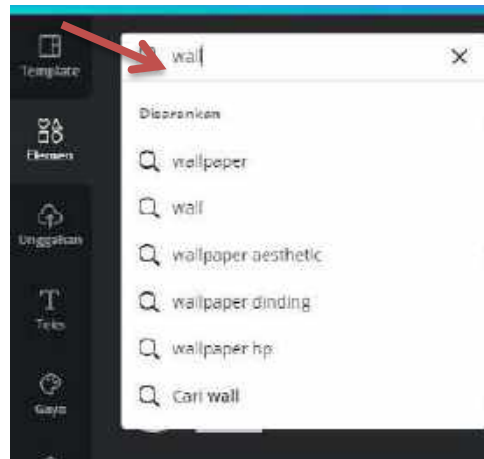 Template
wall
Disarankan
Elemen
wallpaper
wall
Unggahan
wallpaper aesthetic
wallpaper dinding
Teks
wallpaper hp
Gaya
Cari wall